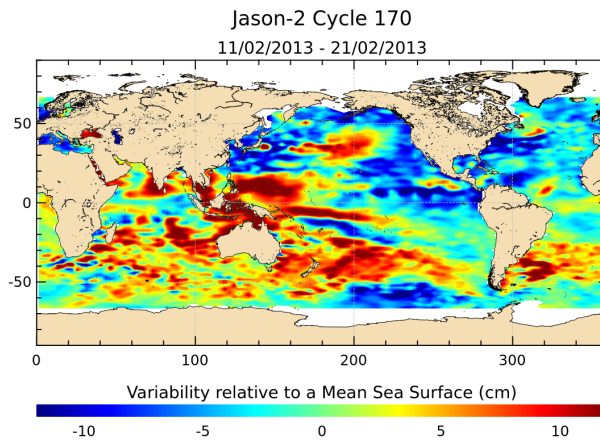 Jason-2 Cycle 170
11/02/2013 - 21/02/2013
50
0
-50
0 100 200 300
Variability relative to a Mean Sea Surface (cm)
-10 -5 0 5 10